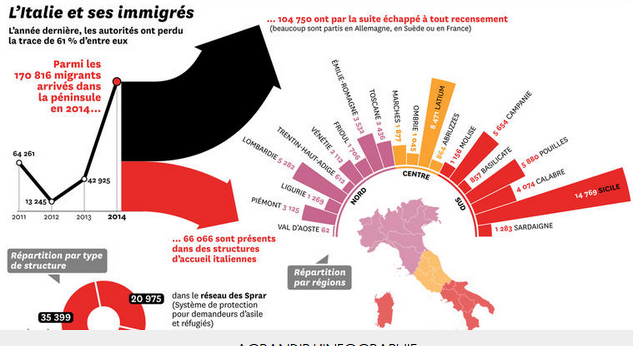 L'Italie et ses immigrés
L'année dernière, les autorités ont perdu
la trace de 61 % d'entre eux
Parmi les
170 816 migrants
arrivés dans
la péninsule
en 2014...
64 261
13 245
42 925
2011
2012
2013
2014
... 104 750 ont par la suite échappé à tout recensement
(beaucoup sont partis en Allemagne, en Suède ou en France)
... 66 066 sont présents
dans des structures
d'accueil italiennes
VAL D'AOSTE 62
PIÉMONT 3 125
LIGURIE 1 269
LOMBARDIE 5 282
TRENTIN-HAUT-ADIGE 612
VÉNÉTIE 2 112
FRIOUL 1 706
ÉMILIE-ROMAGNE 3 533
TOSCANE 2 436
MARCHES 1 877
OMBRIE 1 045
8 471 LATIUM
864 ABRUZZES
1 156 MOLISE
5 654 CAMPANIE
857 BASILICATE
5 880 POUILLES
4 074 CALABRE
14 769 SICILE
1 283 SARDAIGNE
NORD
CENTRE
SUD
Répartition
par régions
Répartition par type
de structure
35 399
20 975
dans le réseau des Sprar
(Système de protection
pour demandeurs d'asile
et réfugiés)